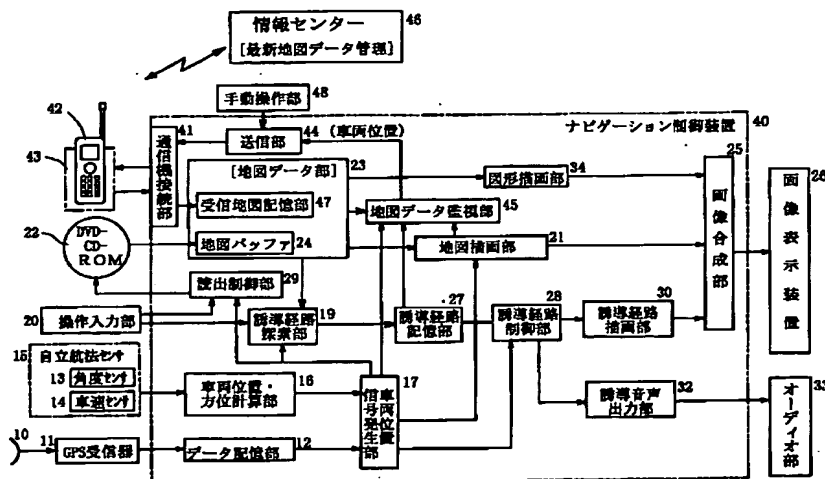 情報センター 46
[最新地図データ管理]
手動操作部 48
42
43
41
通信機接続部
送信部 44 (車両位置)
ナビゲーション制御装置 40
[地図データ部] 23
受信地図記憶部 47
地図バッファ 24
図形描画部 34
地図データ監視部 45
地図描画部 21
25
画像合成部
26
画像表示装置
22
DVD-
CD-
ROM
読出制御部 29
20 操作入力部
誘導経路探索部 19
誘導経路記憶部 27
誘導経路制御部 28
誘導経路描画部 30
15 自立航法センサ
13 角度センサ
14 車速センサ
車両位置・方位計算部 16
車両位置信号発生部 17
誘導音声出力部 32
33
オーディオ部
10
11
GPS受信器
データ記憶部 12